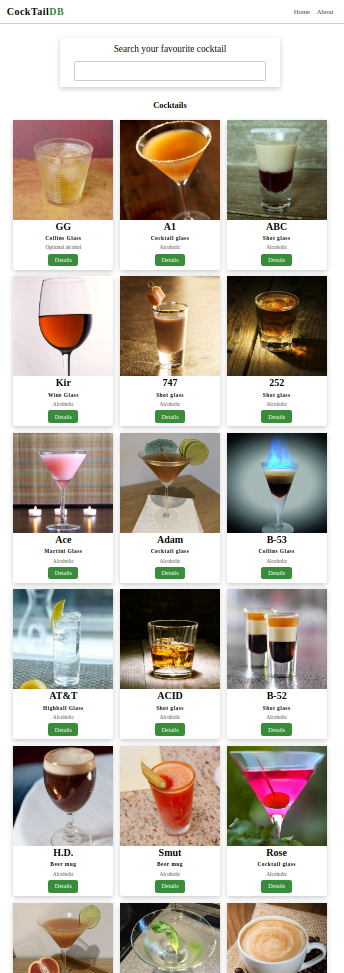 CockTailDB
Home About
Search your favourite cocktail
Cocktails
GG
Collins Glass
Optional alcohol
Details
A1
Cocktail glass
Alcoholic
Details
ABC
Shot glass
Alcoholic
Details
Kir
Wine Glass
Alcoholic
Details
747
Shot glass
Alcoholic
Details
252
Shot glass
Alcoholic
Details
Ace
Martini Glass
Alcoholic
Details
Adam
Cocktail glass
Alcoholic
Details
B-53
Collins Glass
Alcoholic
Details
AT&T
Highball Glass
Alcoholic
Details
ACID
Shot glass
Alcoholic
Details
B-52
Shot glass
Alcoholic
Details
H.D.
Beer mug
Alcoholic
Details
Smut
Beer mug
Alcoholic
Details
Rose
Cocktail glass
Alcoholic
Details